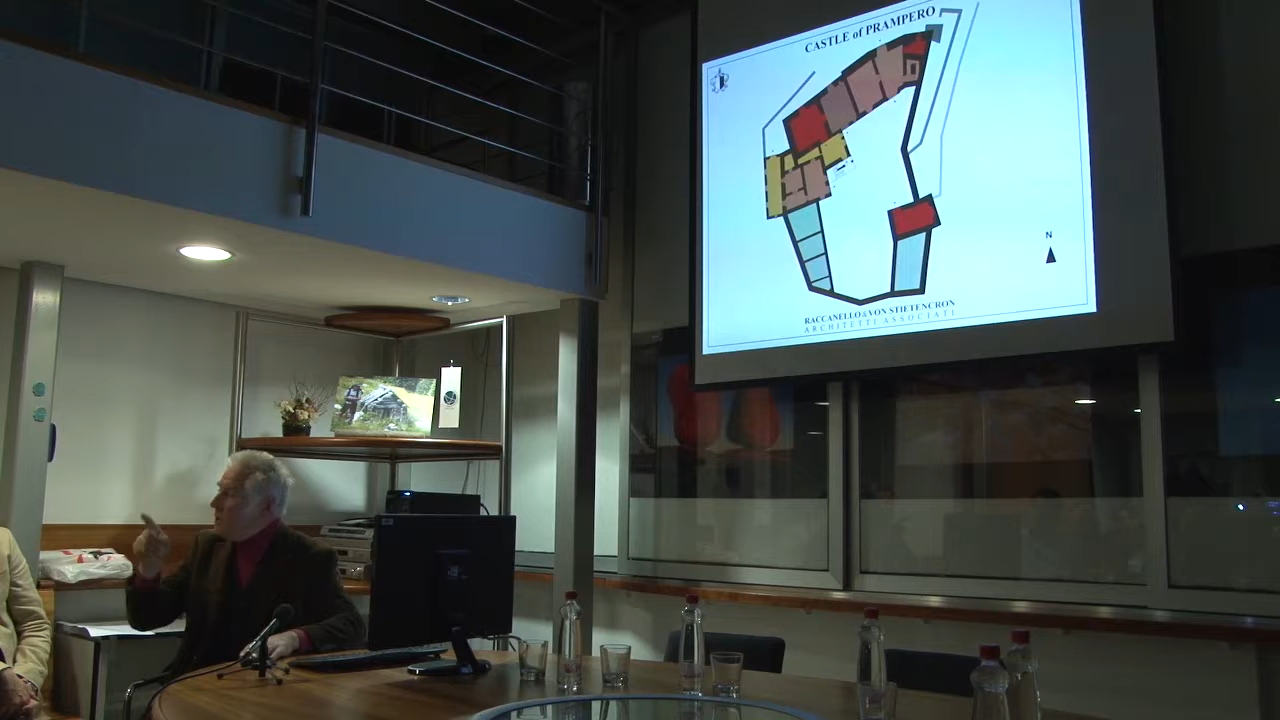 CASTLE of PRAMPERO
N
RACCANELLO & VON STIETENCRON
ARCHITETTI ASSOCIATI